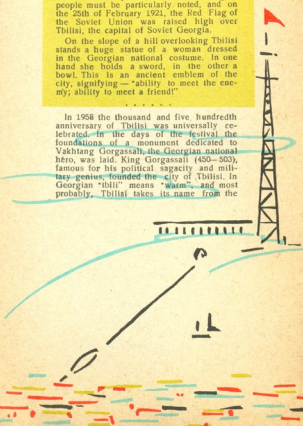 people must be particularly noted, and on
the 25th of February 1921, the Red Flag of
the Soviet Union was raised high over
Tbilisi, the capital of Soviet Georgia.
On the slope of a hill overlooking Tbilisi
stands a huge statue of a woman dressed
in the Georgian national costume. In one
hand she holds a sword, in the other a
bowl. This is an ancient emblem of the
city, signifying — "ability to meet the ene-
my; ability to meet a friend!"
In 1958 the thousand and five hundredth
anniversary of Tbilisi was universally ce-
lebrated. In the days of the festival the
foundations of a monument dedicated to
Vakhtang Gorgassali, the Georgian national
hero, was laid. King Gorgassali (450—503),
famous for his political sagacity and mili-
tary genius, founded the city of Tbilisi. In
Georgian "tbili" means "warm", and most
probably, Tbilisi takes its name from the